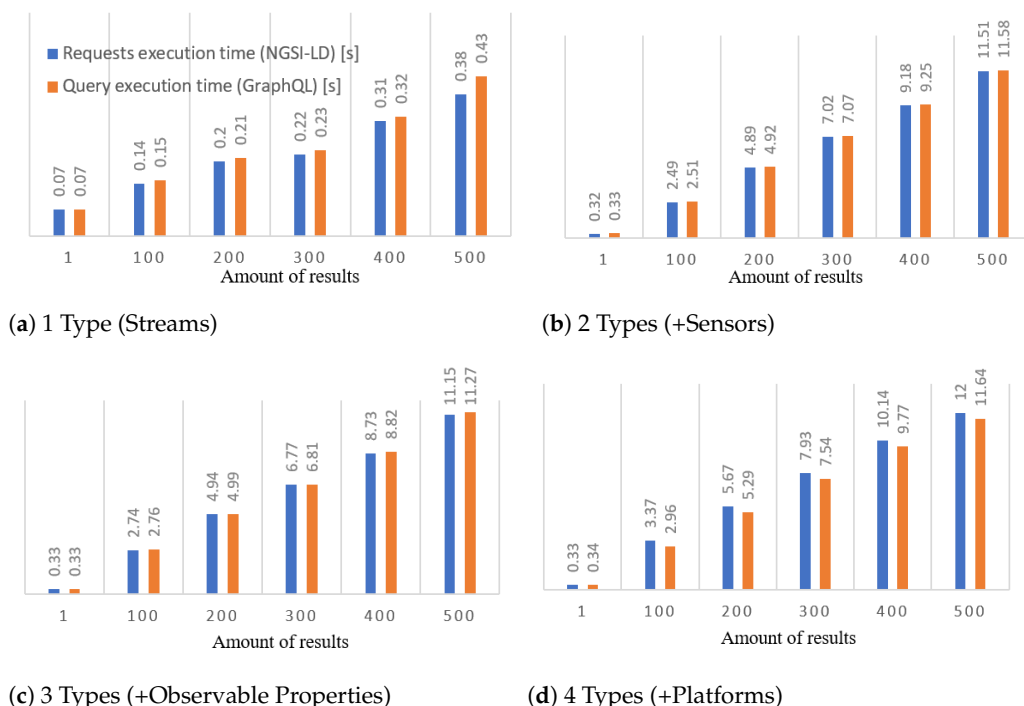 Requests execution time (NGSI-LD) [s]
Query execution time (GraphQL) [s]
0.07 0.07 0.14 0.15 0.2 0.21 0.22 0.23 0.31 0.32 0.38 0.43
1 100 200 300 400 500
Amount of results
(a) 1 Type (Streams)
0.32 0.33 2.49 2.51 4.89 4.92 7.02 7.07 9.18 9.25 11.51 11.58
1 100 200 300 400 500
Amount of results
(b) 2 Types (+Sensors)
0.33 0.33 2.74 2.76 4.94 4.99 6.77 6.81 8.73 8.82 11.15 11.27
1 100 200 300 400 500
Amount of results
(c) 3 Types (+Observable Properties)
0.33 0.34 3.37 2.96 5.67 5.29 7.93 7.54 10.14 9.77 12 11.64
1 100 200 300 400 500
Amount of results
(d) 4 Types (+Platforms)